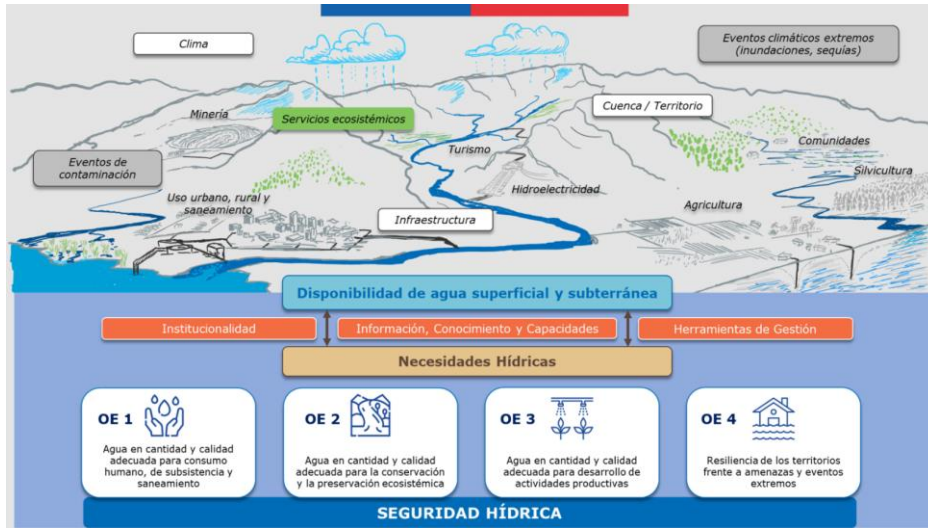 Clima
Eventos climáticos extremos
(inundaciones, sequías)
Minería
Servicios ecosistémicos
Cuenca / Territorio
Turismo
Comunidades
Eventos de
contaminación
Silvicultura
Hidroelectricidad
Uso urbano, rural y
saneamiento
Infraestructura
Agricultura
Disponibilidad de agua superficial y subterránea
Institucionalidad
Información, Conocimiento y Capacidades
Herramientas de Gestión
Necesidades Hídricas
OE 1
Agua en cantidad y calidad
adecuada para consumo
humano, de subsistencia y
saneamiento
OE 2
Agua en cantidad y calidad
adecuada para la conservación
y la preservación ecosistémica
OE 3
Agua en cantidad y calidad
adecuada para desarrollo de
actividades productivas
OE 4
Resiliencia de los territorios
frente a amenazas y eventos
extremos
SEGURIDAD HÍDRICA